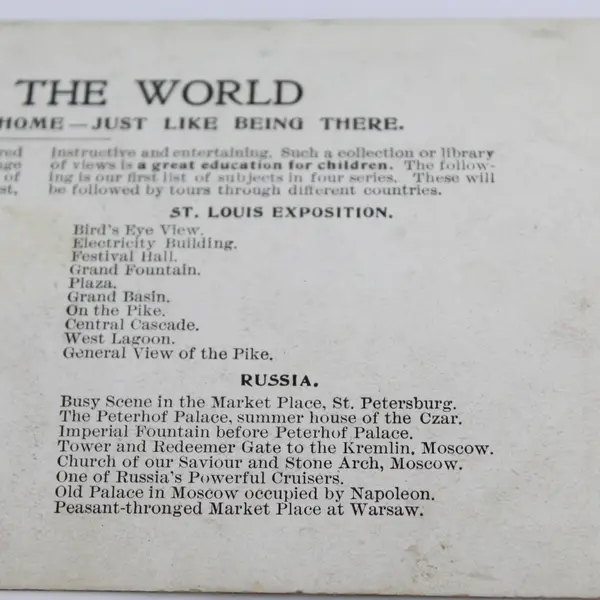 THE WORLD
HOME—JUST LIKE BEING THERE.
red instructive and entertaining. Such a collection or library
age of views is a great education for children. The follow-
of ing is our first list of subjects in four series. These will
st, be followed by tours through different countries.
ST. LOUIS EXPOSITION.
Bird's Eye View.
Electricity Building.
Festival Hall.
Grand Fountain.
Plaza.
Grand Basin.
On the Pike.
Central Cascade.
West Lagoon.
General View of the Pike.
RUSSIA.
Busy Scene in the Market Place, St. Petersburg.
The Peterhof Palace, summer house of the Czar.
Imperial Fountain before Peterhof Palace.
Tower and Redeemer Gate to the Kremlin, Moscow.
Church of our Saviour and Stone Arch, Moscow.
One of Russia's Powerful Cruisers.
Old Palace in Moscow occupied by Napoleon.
Peasant-thronged Market Place at Warsaw.